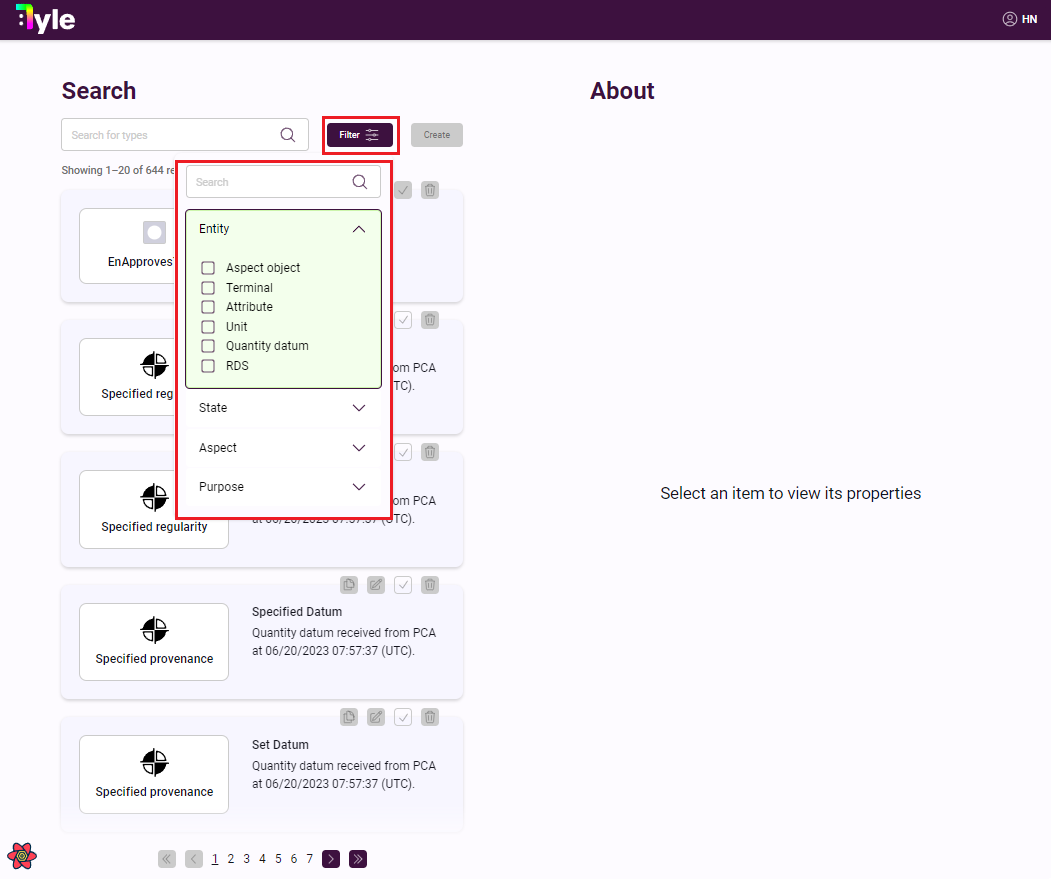 :Tyle
HN
Search
About
Search for types
Filter
Create
Showing 1–20 of 644 re
Search
Entity
Aspect object
Terminal
Attribute
Unit
Quantity datum
RDS
State
Aspect
Purpose
EnApproves
Specified reg
om PCA
TC).
Specified regularity
om PCA
at 06/20/2023 07:57:37 (UTC).
Specified provenance
Specified Datum
Quantity datum received from PCA
at 06/20/2023 07:57:37 (UTC).
Specified provenance
Set Datum
Quantity datum received from PCA
at 06/20/2023 07:57:37 (UTC).
1 2 3 4 5 6 7
Select an item to view its properties